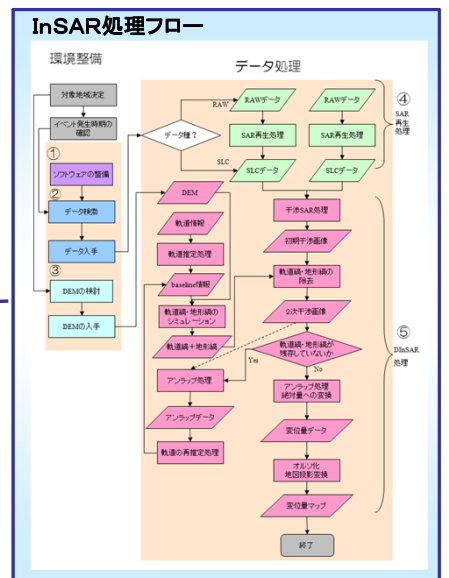 InSAR処理フロー
環境整備
データ処理
対象地域決定
イベント発生時期の
確認
①
ソフトウェアの整備
②
データ検索
データ入手
③
DEMの検討
DEMの入手
データ種?
RAW
SLC
RAWデータ
RAWデータ
SAR再生処理
SAR再生処理
SLCデータ
SLCデータ
④
SAR
再生
処理
DEM
軌道情報
軌道推定処理
baseline情報
軌道縞・地形縞の
シミュレーション
軌道縞+地形縞
アンラップ処理
アンラップデータ
軌道の再推定処理
干渉SAR処理
初期干渉画像
軌道縞・地形縞の
除去
2次干渉画像
軌道縞・地形縞が
残存していないか
Yes
No
アンラップ処理
絶対量への変換
変位量データ
オルソ化
地図投影変換
変位量マップ
終了
⑤
DInSAR
処理